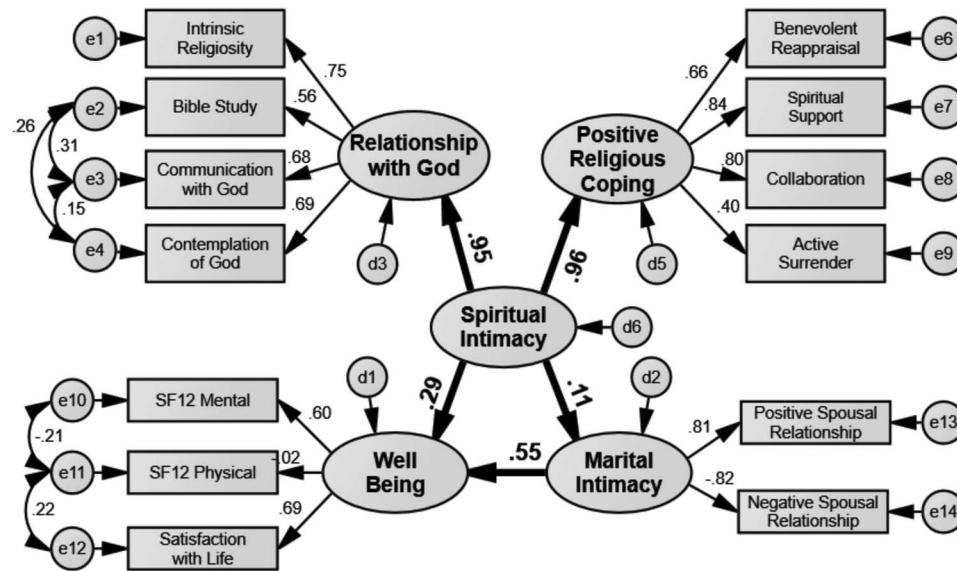 e1
Intrinsic
Religiosity
.75
e2
Bible Study
.56
.26
.31
e3
Communication
with God
.68
.15
e4
Contemplation
of God
.69
Relationship
with God
d3
.95
Positive
Religious
Coping
d5
.96
.66
Benevolent
Reappraisal
e6
.84
Spiritual
Support
e7
.80
Collaboration
e8
.40
Active
Surrender
e9
Spiritual
Intimacy
d6
.29
.11
d1
d2
e10
SF12 Mental
.60
-.21
e11
SF12 Physical
-.02
.22
e12
Satisfaction
with Life
.69
Well
Being
.55
Marital
Intimacy
.81
Positive Spousal
Relationship
e13
-.82
Negative Spousal
Relationship
e14